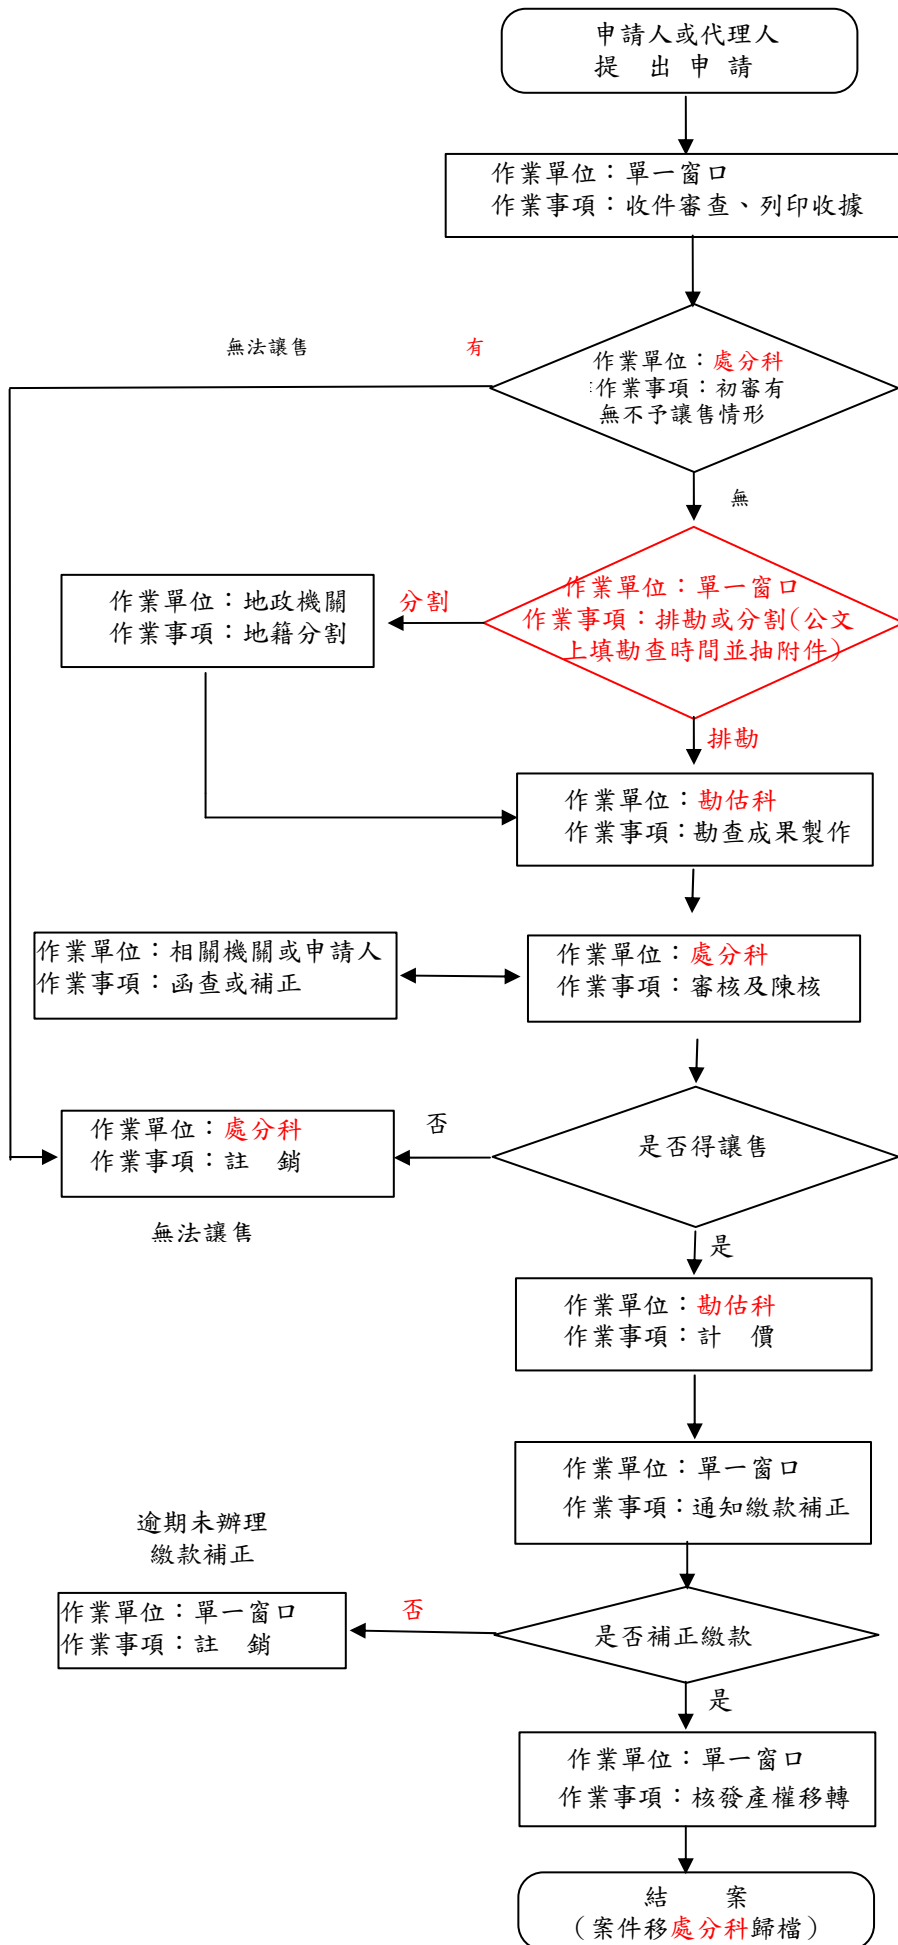 申請人或代理人
提 出 申 請
作業單位：單一窗口
作業事項：收件審查、列印收據
無法讓售
有
作業單位：處分科
作業事項：初審有
無不予讓售情形
無
作業單位：單一窗口
作業事項：排勘或分割(公文
上填勘查時間並抽附件)
分割
作業單位：地政機關
作業事項：地籍分割
排勘
作業單位：勘估科
作業事項：勘查成果製作
作業單位：相關機關或申請人
作業事項：函查或補正
作業單位：處分科
作業事項：審核及陳核
是否得讓售
否
作業單位：處分科
作業事項：註 銷
無法讓售
是
作業單位：勘估科
作業事項：計 價
作業單位：單一窗口
作業事項：通知繳款補正
逾期未辦理
繳款補正
作業單位：單一窗口
作業事項：註 銷
否
是否補正繳款
是
作業單位：單一窗口
作業事項：核發產權移轉
結 案
（案件移處分科歸檔）